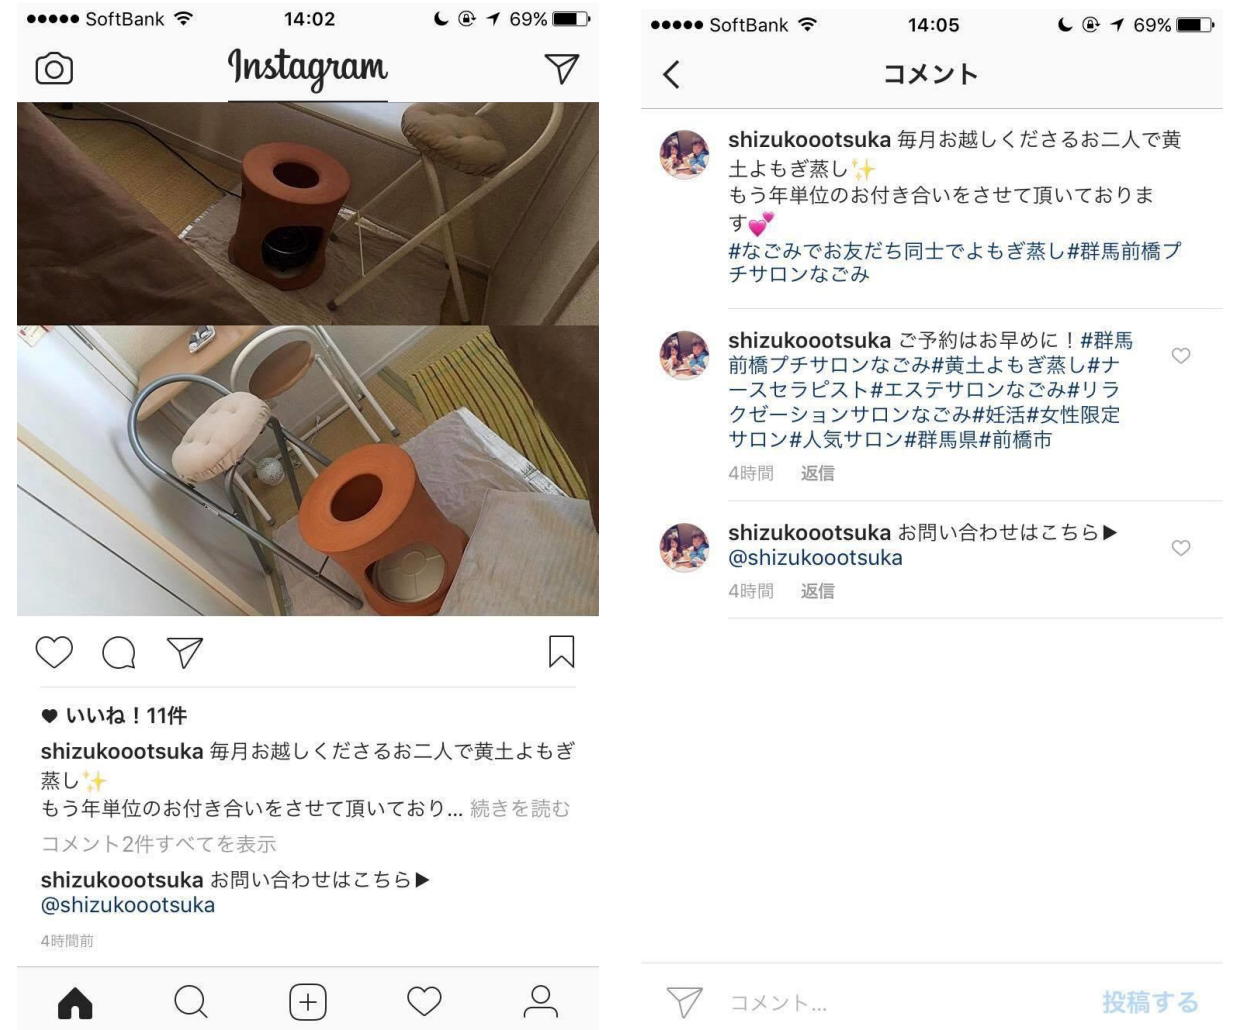 SoftBank 14:02 69%
Instagram
いいね！11件
shizukoootsuka 毎月お越しくださるお二人で黄土よもぎ
蒸し✨
もう年単位のお付き合いをさせて頂いており... 続きを読む
コメント2件すべてを表示
shizukoootsuka お問い合わせはこちら▶
@shizukoootsuka
4時間前
SoftBank 14:05 69%
コメント
shizukoootsuka 毎月お越しくださるお二人で黄
土よもぎ蒸し✨
もう年単位のお付き合いをさせて頂いておりま
す💕
#なごみでお友だち同士でよもぎ蒸し#群馬前橋プ
チサロンなごみ
shizukoootsuka ご予約はお早めに！#群馬
前橋プチサロンなごみ#黄土よもぎ蒸し#ナ
ースセラピスト#エステサロンなごみ#リラ
クゼーションサロンなごみ#妊活#女性限定
サロン#人気サロン#群馬県#前橋市
4時間 返信
shizukoootsuka お問い合わせはこちら▶
@shizukoootsuka
4時間 返信
コメント... 投稿する